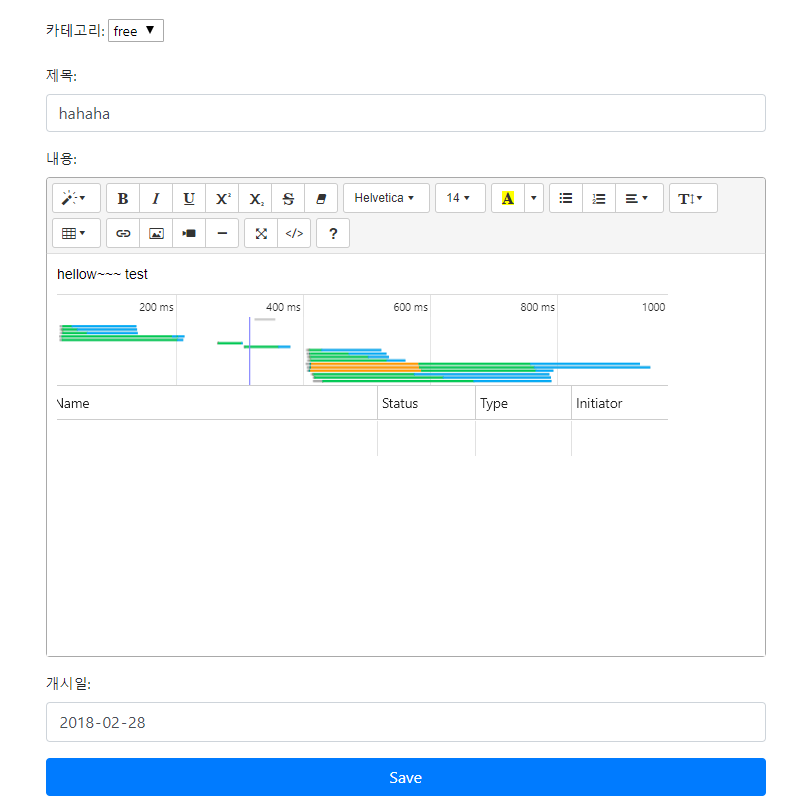 카테고리: free
제목:
hahaha
내용:
B I U X² X₂ S Helvetica 14 A T
</> ?
hellow~~~ test
200 ms 400 ms 600 ms 800 ms 1000
Name Status Type Initiator
개시일:
2018-02-28
Save